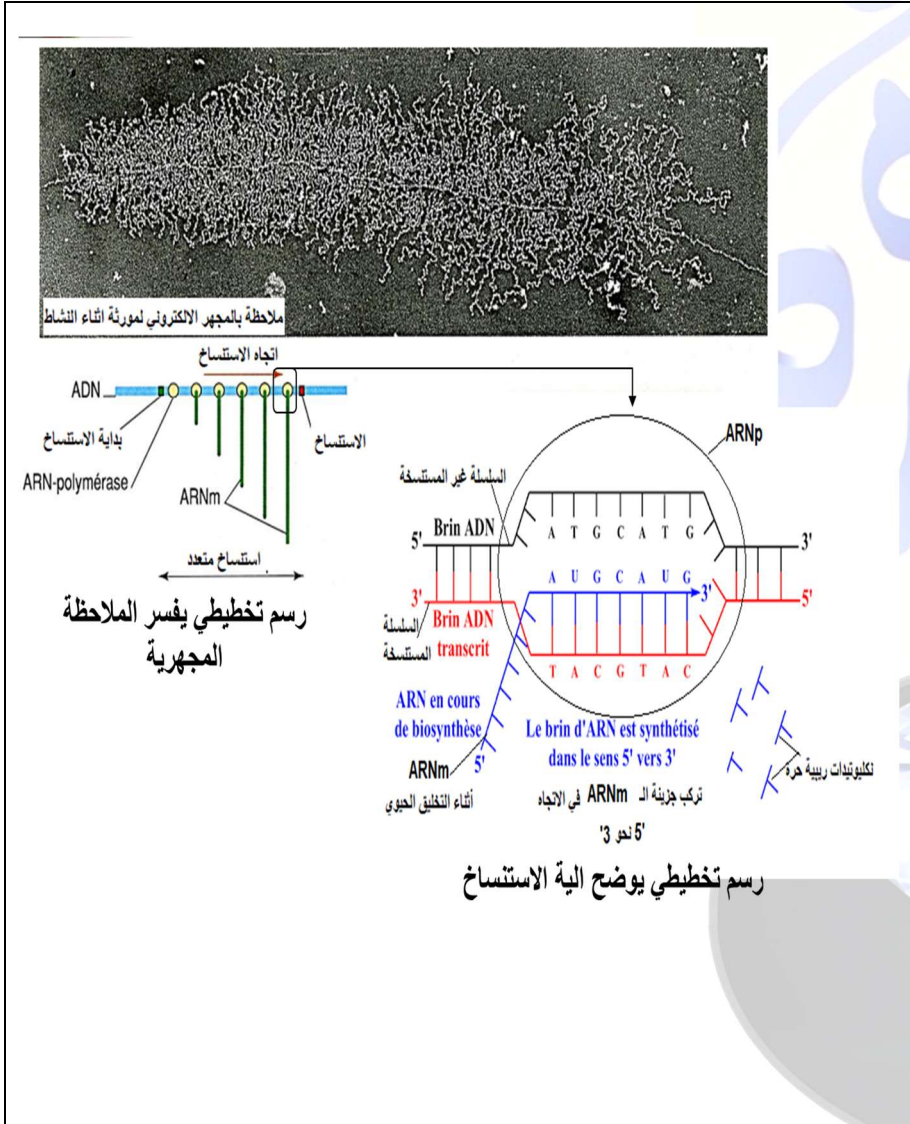 ملاحظة بالمجهر الالكتروني لمورثة اثناء النشاط
اتجاه الاستنساخ
ADN
بداية الاستنساخ
الاستنساخ
ARN-polymérase
ARNm
استنساخ متعدد
رسم تخطيطي يفسر الملاحظة
المجهرية
ARNp
السلسلة غير المستنسخة
5' Brin ADN
A T G C A T G
3'
A U G C A U G
3'
3'
5'
السلسلة
المستنسخة
Brin ADN
transcrit
T A C G T A C
ARN en cours
de biosynthèse
5'
ARNm
أثناء التخليق الحيوي
Le brin d'ARN est synthétisé
dans le sens 5' vers 3'
تركب جزيئة الـ ARNm في الاتجاه
5' نحو 3'
نكليوتيدات ريبية حرة
رسم تخطيطي يوضح الية الاستنساخ